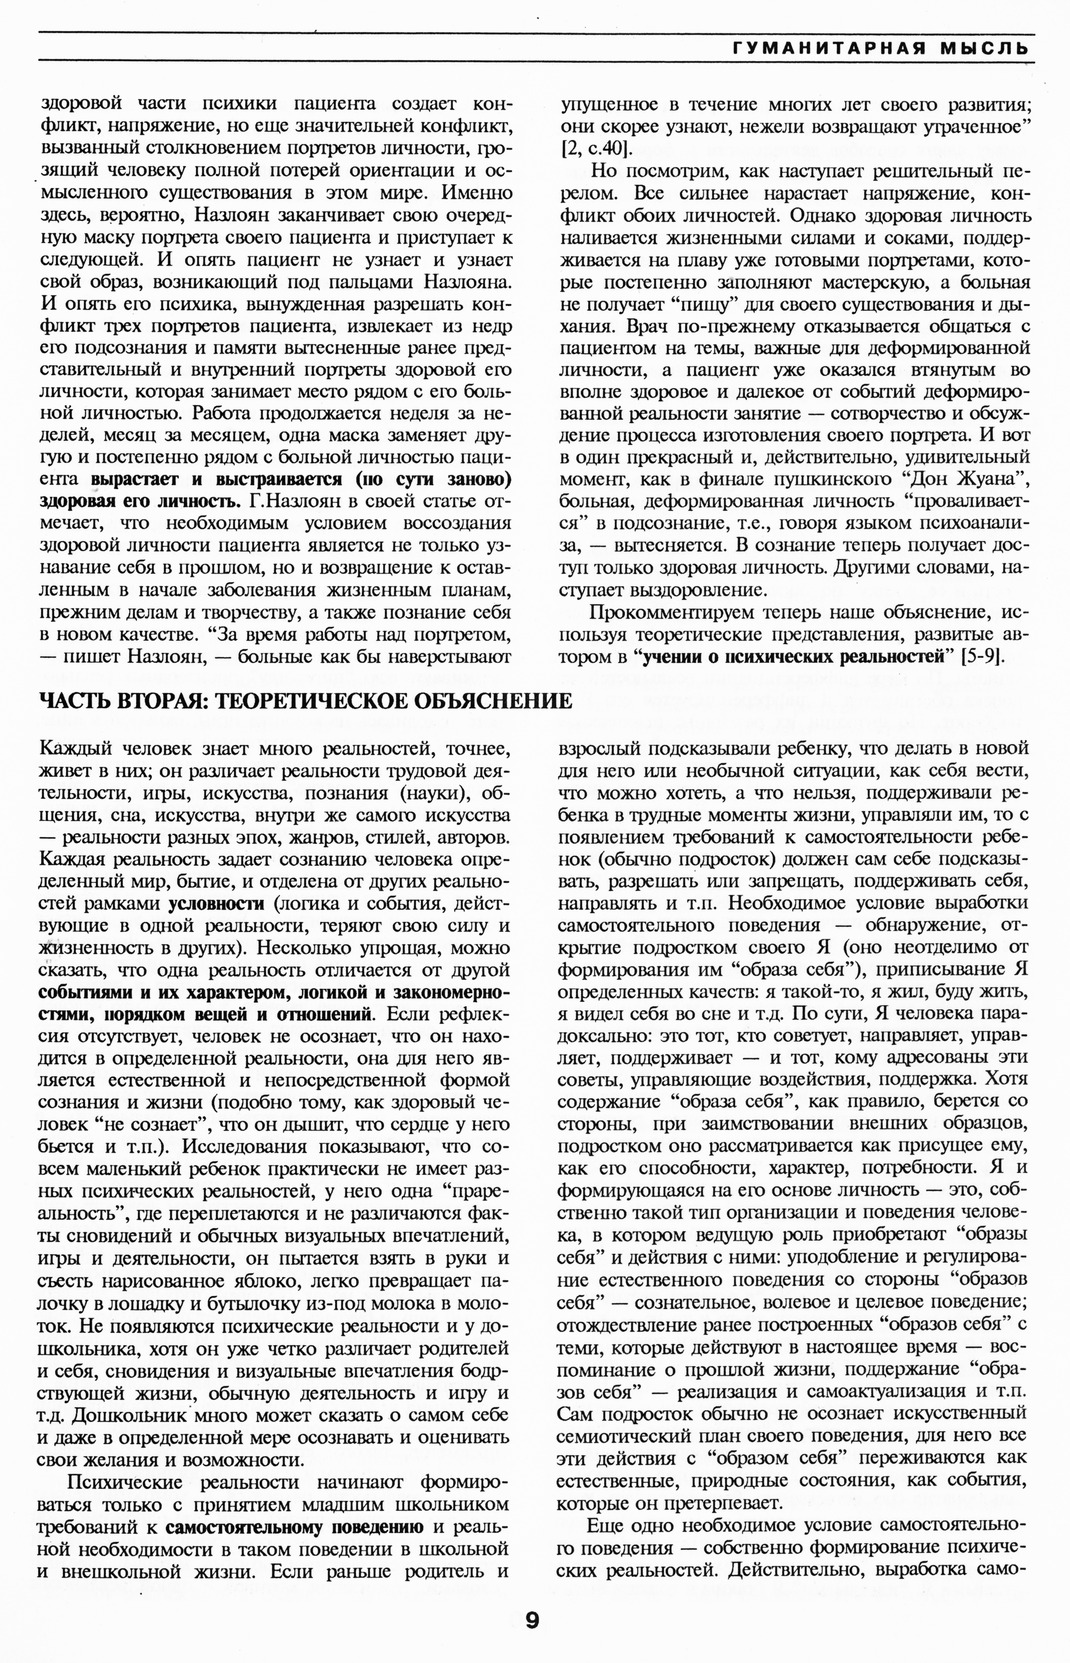 ГУМАНИТАРНАЯ МЫСЛЬ
здоровой части психики пациента создает кон-
фликт, напряжение, но еще значительней конфликт,
вызванный столкновением портретов личности, гро-
зящий человеку полной потерей ориентации и ос-
мысленного существования в этом мире. Именно
здесь, вероятно, Назлоян заканчивает свою очеред-
ную маску портрета своего пациента и приступает к
следующей. И опять пациент не узнает и узнает
свой образ, возникающий под пальцами Назлояна.
И опять его психика, вынужденная разрешать кон-
фликт трех портретов пациента, извлекает из недр
его подсознания и памяти вытесненные ранее пред-
ставительный и внутренний портреты здоровой его
личности, которая занимает место рядом с его боль-
ной личностью. Работа продолжается неделя за не-
делей, месяц за месяцем, одна маска заменяет дру-
гую и постепенно рядом с больной личностью паци-
ента вырастает и выстраивается (по сути заново)
здоровая его личность. Г.Назлоян в своей статье от-
мечает, что необходимым условием воссоздания
здоровой личности пациента является не только уз-
навание себя в прошлом, но и возвращение к остав-
ленным в начале заболевания жизненным планам,
прежним делам и творчеству, а также познание себя
в новом качестве. “За время работы над портретом,
— пишет Назлоян, — больные как бы наверстывают
упущенное в течение многих лет своего развития;
они скорее узнают, нежели возвращают утраченное”
[2, с.40].
Но посмотрим, как наступает решительный пе-
релом. Все сильнее нарастает напряжение, кон-
фликт обоих личностей. Однако здоровая личность
наливается жизненными силами и соками, поддер-
живается на плаву уже готовыми портретами, кото-
рые постепенно заполняют мастерскую, а больная
не получает “пищу” для своего существования и ды-
хания. Врач по-прежнему отказывается общаться с
пациентом на темы, важные для деформированной
личности, а пациент уже оказался втянутым во
вполне здоровое и далекое от событий деформиро-
ванной реальности занятие — сотворчество и обсуж-
дение процесса изготовления своего портрета. И вот
в один прекрасный и, действительно, удивительный
момент, как в финале пушкинского “Дон Жуана”,
больная, деформированная личность “проваливает-
ся” в подсознание, т.е., говоря языком психоанали-
за, — вытесняется. В сознание теперь получает дос-
туп только здоровая личность. Другими словами, на-
ступает выздоровление.
Прокомментируем теперь наше объяснение, ис-
пользуя теоретические представления, развитые ав-
тором в “учении о психических реальностей” [5-9].
ЧАСТЬ ВТОРАЯ: ТЕОРЕТИЧЕСКОЕ ОБЪЯСНЕНИЕ
Каждый человек знает много реальностей, точнее,
живет в них; он различает реальности трудовой дея-
тельности, игры, искусства, познания (науки), об-
щения, сна, искусства, внутри же самого искусства
— реальности разных эпох, жанров, стилей, авторов.
Каждая реальность задает сознанию человека опре-
деленный мир, бытие, и отделена от других реально-
стей рамками условности (логика и события, дейст-
вующие в одной реальности, теряют свою силу и
жизненность в других). Несколько упрощая, можно
сказать, что одна реальность отличается от другой
событиями и их характером, логикой и закономерно-
стями, порядком вещей и отношений. Если рефлек-
сия отсутствует, человек не осознает, что он нахо-
дится в определенной реальности, она для него яв-
ляется естественной и непосредственной формой
сознания и жизни (подобно тому, как здоровый че-
ловек “не сознает”, что он дышит, что сердце у него
бьется и т.п.). Исследования показывают, что со-
всем маленький ребенок практически не имеет раз-
ных психических реальностей, у него одна “праре-
альность”, где переплетаются и не различаются фак-
ты сновидений и обычных визуальных впечатлений,
игры и деятельности, он пытается взять в руки и
съесть нарисованное яблоко, легко превращает па-
лочку в лошадку и бутылочку из-под молока в моло-
ток. Не появляются психические реальности и у до-
школьника, хотя он уже четко различает родителей
и себя, сновидения и визуальные впечатления бодр-
ствующей жизни, обычную деятельность и игру и
т.д. Дошкольник много может сказать о самом себе
и даже в определенной мере осознавать и оценивать
свои желания и возможности.
Психические реальности начинают формиро-
ваться только с принятием младшим школьником
требований к самостоятельному поведению и реаль-
ной необходимости в таком поведении в школьной
и внешкольной жизни. Если раньше родитель и
взрослый подсказывали ребенку, что делать в новой
для него или необычной ситуации, как себя вести,
что можно хотеть, а что нельзя, поддерживали ре-
бенка в трудные моменты жизни, управляли им, то с
появлением требований к самостоятельности ребе-
нок (обычно подросток) должен сам себе подсказы-
вать, разрешать или запрещать, поддерживать себя,
направлять и т.п. Необходимое условие выработки
самостоятельного поведения — обнаружение, от-
крытие подростком своего Я (оно неотделимо от
формирования им “образа себя”), приписывание Я
определенных качеств: я такой-то, я жил, буду жить,
я видел себя во сне и т.д. По сути, Я человека пара-
доксально: это тот, кто советует, направляет, управ-
ляет, поддерживает — и тот, кому адресованы эти
советы, управляющие воздействия, поддержка. Хотя
содержание “образа себя”, как правило, берется со
стороны, при заимствовании внешних образцов,
подростком оно рассматривается как присущее ему,
как его способности, характер, потребности. Я и
формирующаяся на его основе личность — это, соб-
ственно такой тип организации и поведения челове-
ка, в котором ведущую роль приобретают “образы
себя” и действия с ними: уподобление и регулирова-
ние естественного поведения со стороны “образов
себя” — сознательное, волевое и целевое поведение;
отождествление ранее построенных “образов себя” с
теми, которые действуют в настоящее время — вос-
поминание о прошлой жизни, поддержание “обра-
зов себя” — реализация и самоактуализация и т.п.
Сам подросток обычно не осознает искусственный
семиотический план своего поведения, для него все
эти действия с “образом себя” переживаются как
естественные, природные состояния, как события,
которые он претерпевает.
Еще одно необходимое условие самостоятельно-
го поведения — собственно формирование психиче-
ских реальностей. Действительно, выработка само-
9